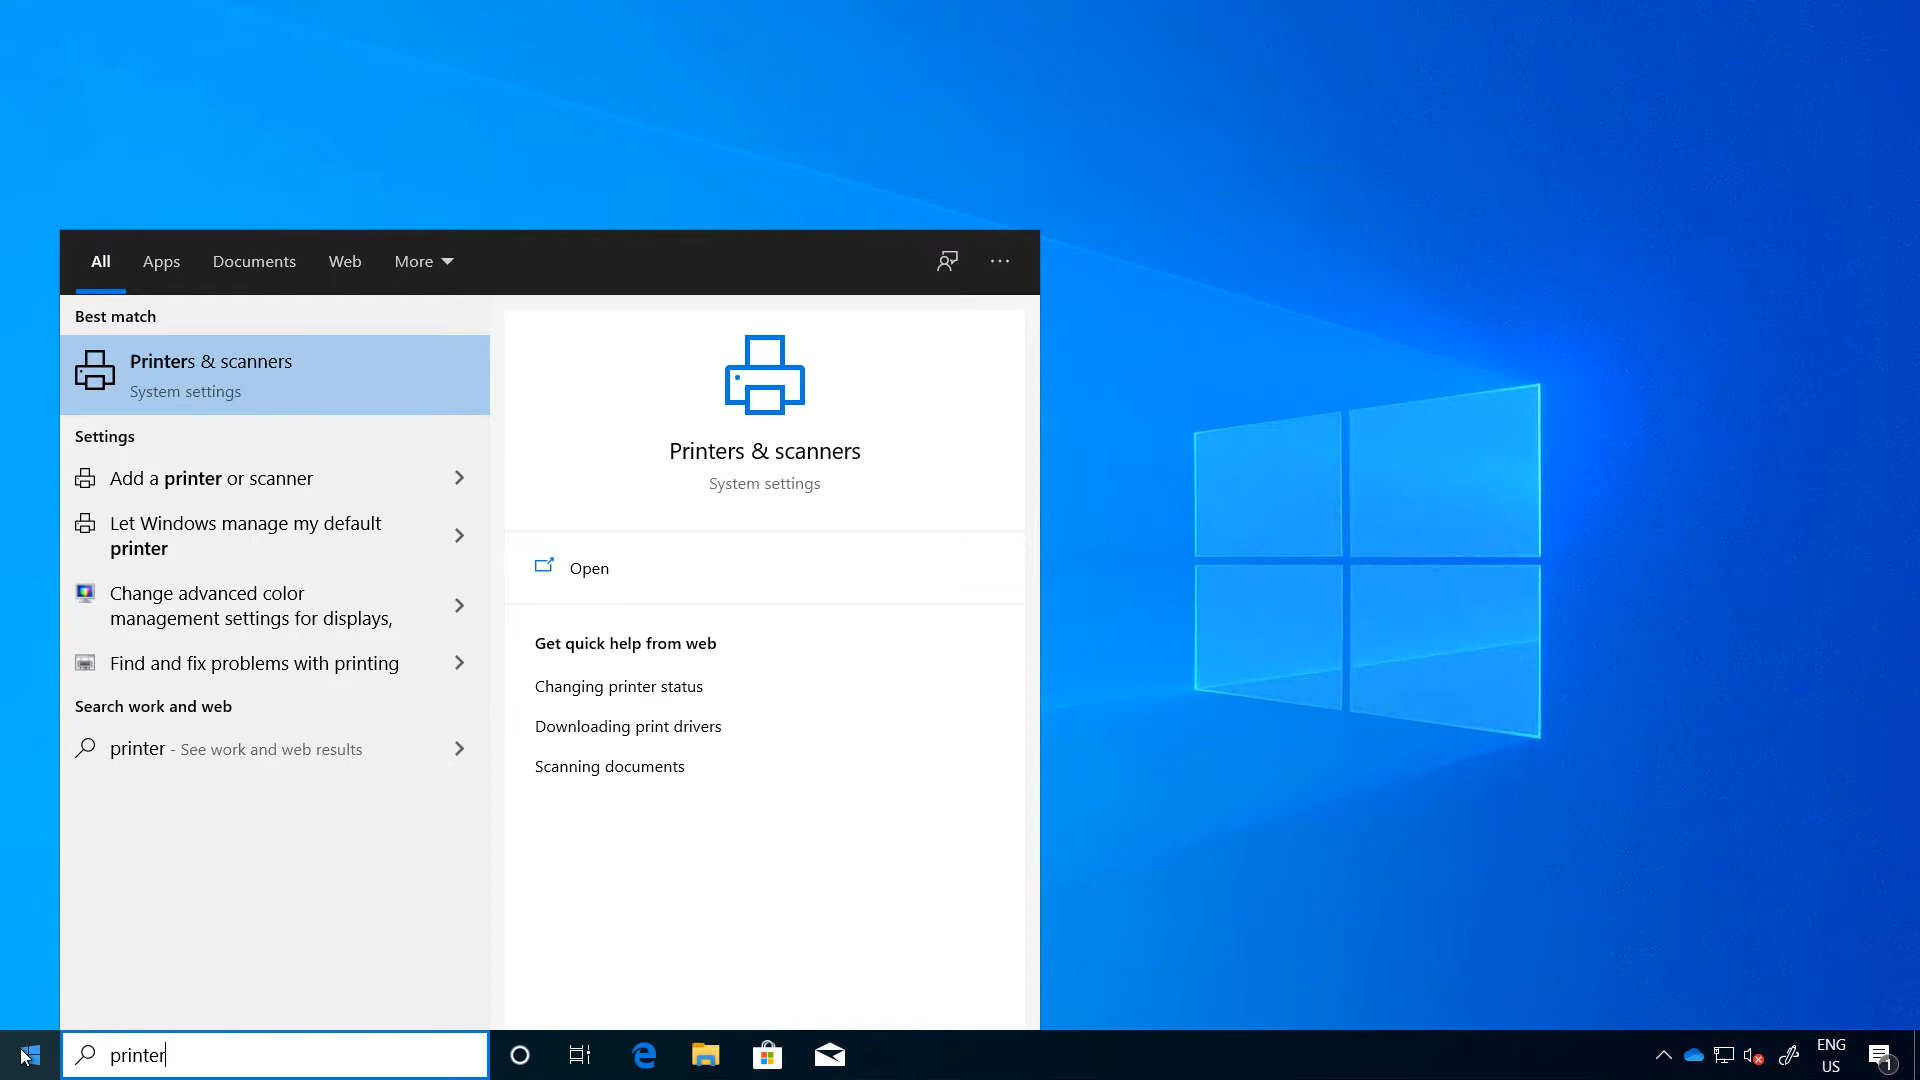 All Apps Documents Web More
Best match
Printers & scanners
System settings
Settings
Add a printer or scanner
Let Windows manage my default
printer
Change advanced color
management settings for displays,
Find and fix problems with printing
Search work and web
printer - See work and web results
Printers & scanners
System settings
Open
Get quick help from web
Changing printer status
Downloading print drivers
Scanning documents
printer
ENG
US
1